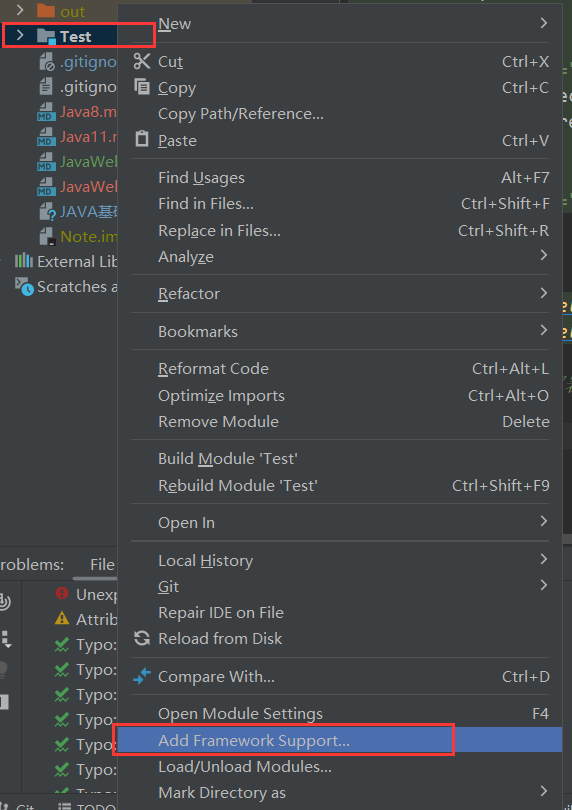 out
Test
.gitigno
.gitigno
Java8.m
Java11.r
JavaWel
JavaWel
JAVA基
Note.im
External Lib
Scratches a
New
Cut Ctrl+X
Copy Ctrl+C
Copy Path/Reference...
Paste Ctrl+V
Find Usages Alt+F7
Find in Files... Ctrl+Shift+F
Replace in Files... Ctrl+Shift+R
Analyze
Refactor
Bookmarks
Reformat Code Ctrl+Alt+L
Optimize Imports Ctrl+Alt+O
Remove Module Delete
Build Module 'Test'
Rebuild Module 'Test' Ctrl+Shift+F9
Open In
Local History
Git
Repair IDE on File
Reload from Disk
Compare With... Ctrl+D
Open Module Settings F4
Add Framework Support...
Load/Unload Modules...
Mark Directory as
roblems: File
Unexp
Attrib
Typo:
Typo:
Typo:
Typo:
Typo:
Typo:
Git TODO